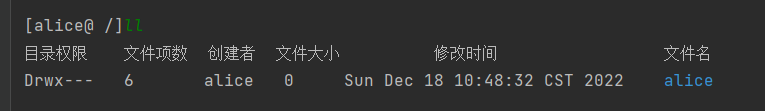 [alice@ /]ll
目录权限 文件项数 创建者 文件大小 修改时间 文件名
Drwx--- 6 alice 0 Sun Dec 18 10:48:32 CST 2022 alice